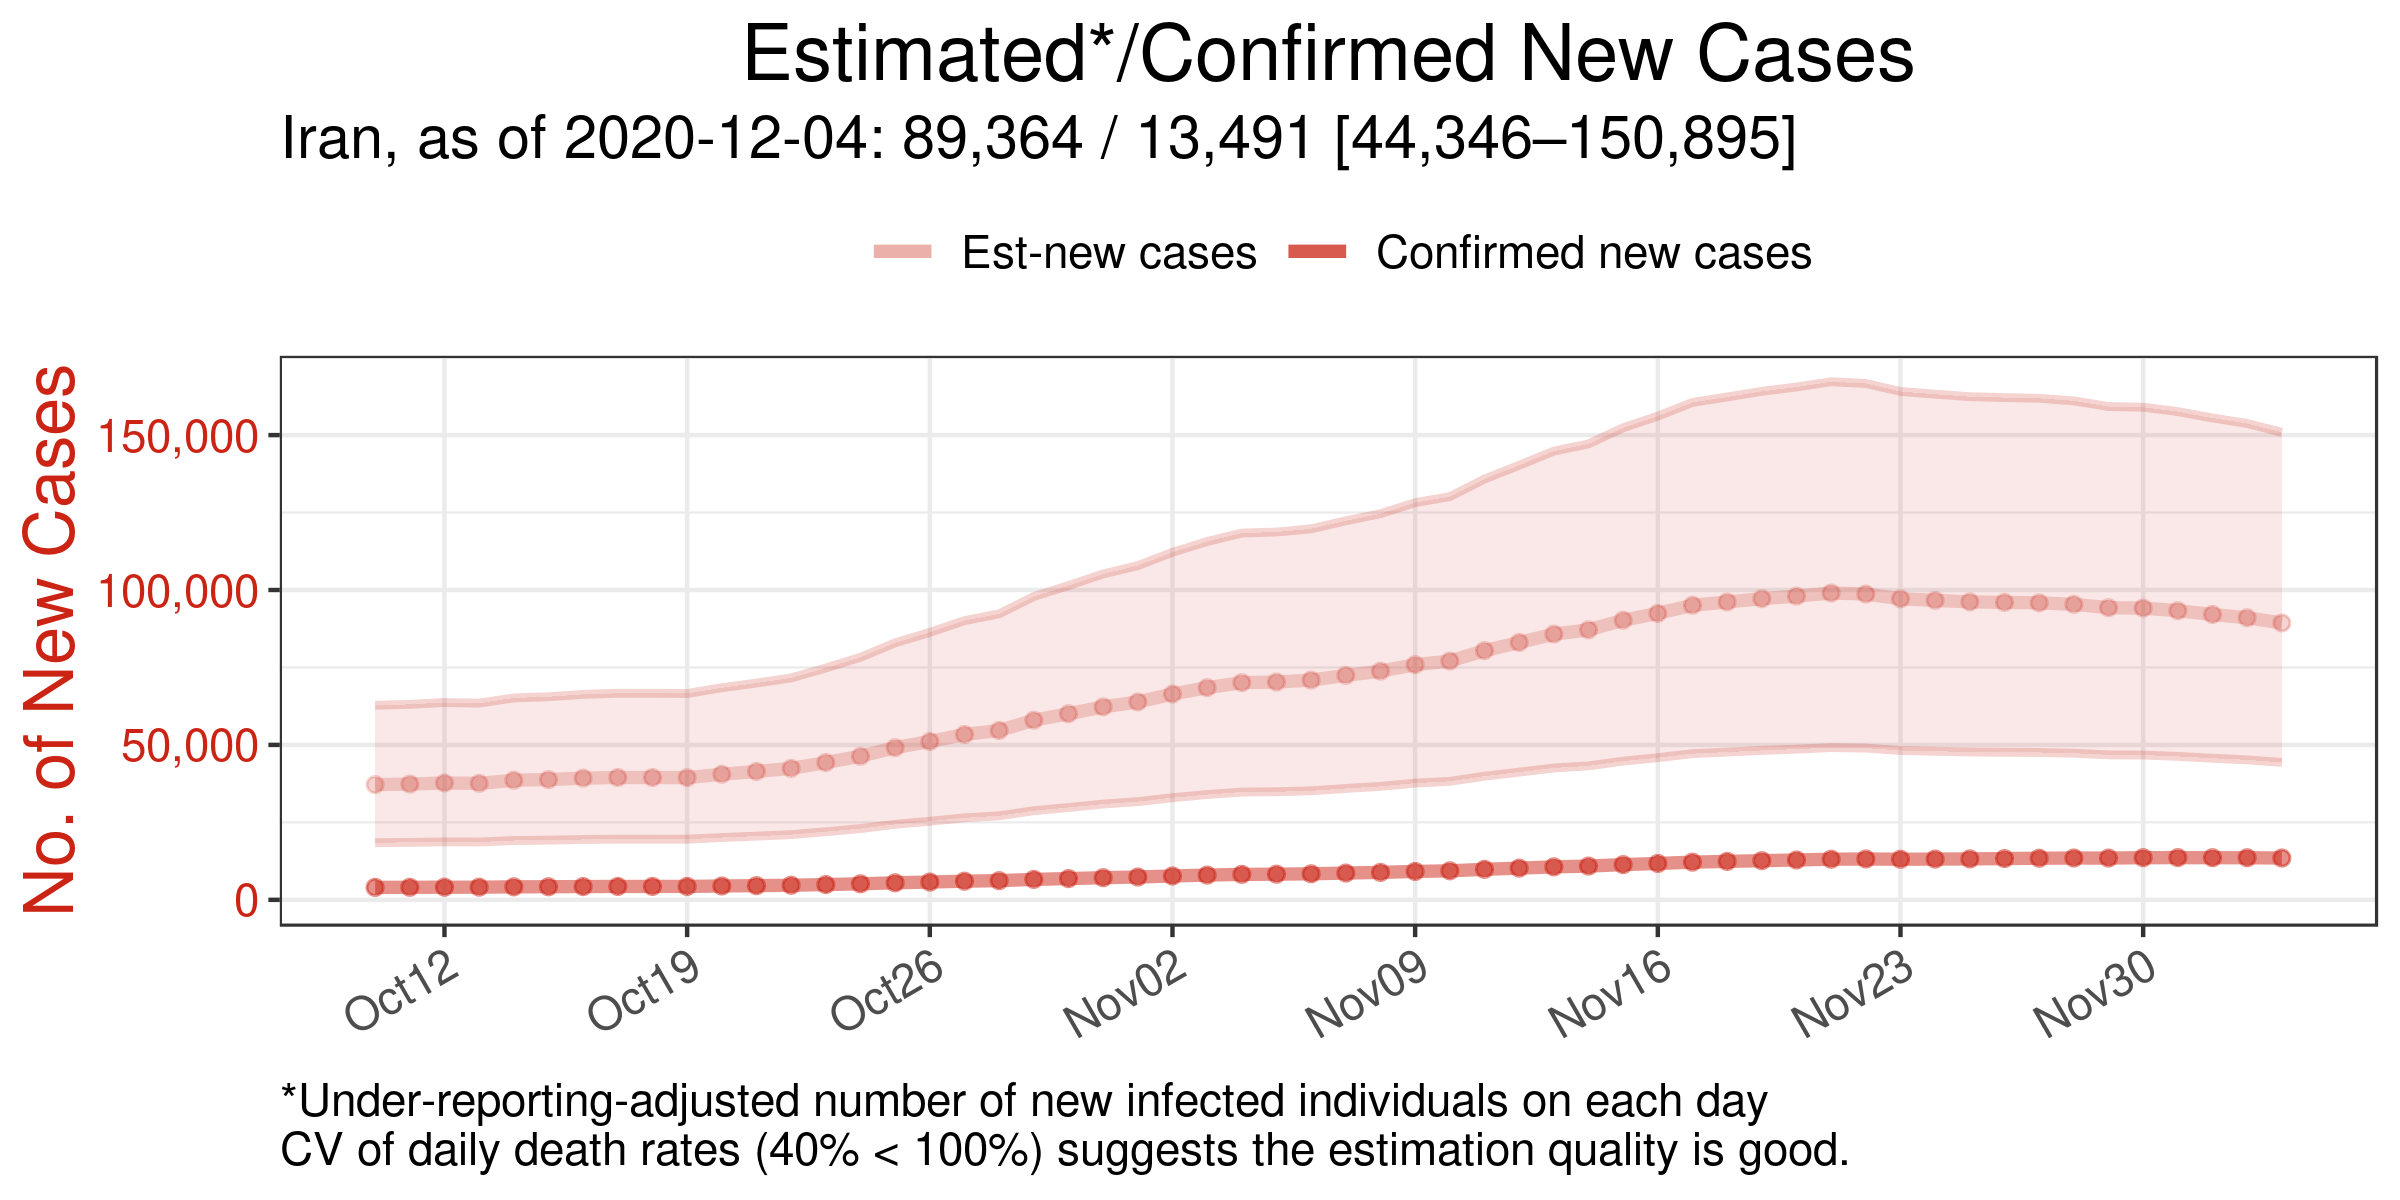 Estimated*/Confirmed New Cases
Iran, as of 2020-12-04: 89,364 / 13,491 [44,346–150,895]
Est-new cases
Confirmed new cases
No. of New Cases
150,000
100,000
50,000
0
Oct12
Oct19
Oct26
Nov02
Nov09
Nov16
Nov23
Nov30
*Under-reporting-adjusted number of new infected individuals on each day
CV of daily death rates (40% < 100%) suggests the estimation quality is good.